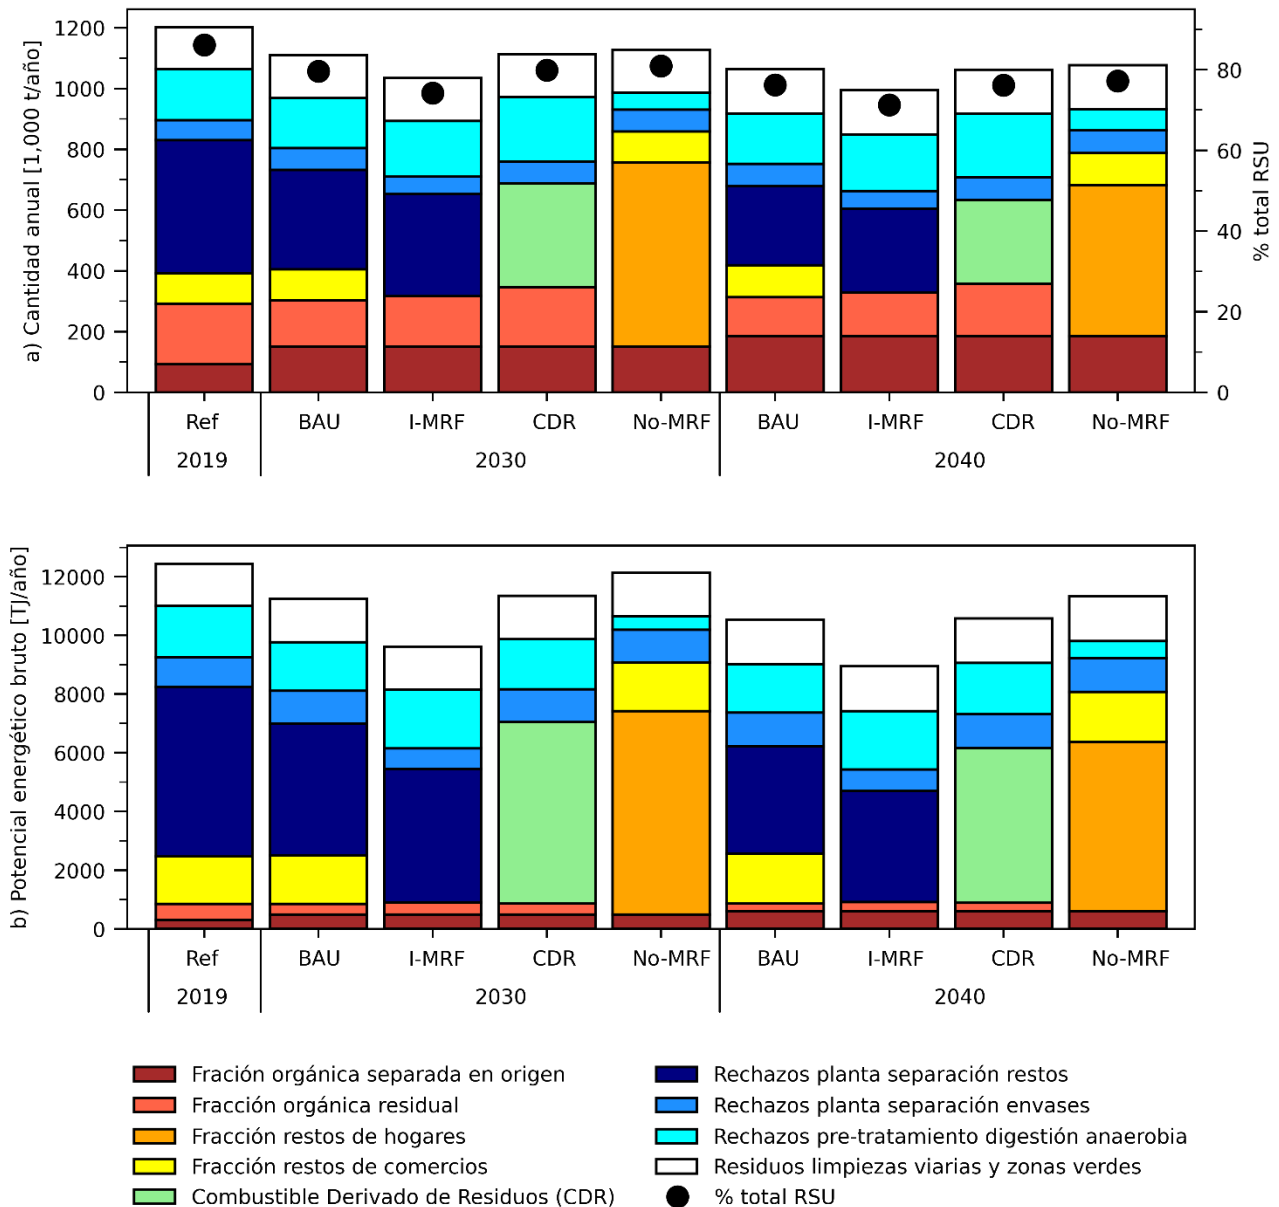 a) Cantidad anual [1,000 t/año]
1200
1000
800
600
400
200
0
80
60
40
20
0
% total RSU
Ref BAU I-MRF CDR No-MRF BAU I-MRF CDR No-MRF
2019 2030 2040
b) Potencial energético bruto [TJ/año]
12000
10000
8000
6000
4000
2000
0
Ref BAU I-MRF CDR No-MRF BAU I-MRF CDR No-MRF
2019 2030 2040
Fración orgánica separada en origen
Fracción orgánica residual
Fracción restos de hogares
Fracción restos de comercios
Combustible Derivado de Residuos (CDR)
Rechazos planta separación restos
Rechazos planta separación envases
Rechazos pre-tratamiento digestión anaerobia
Residuos limpiezas viarias y zonas verdes
% total RSU